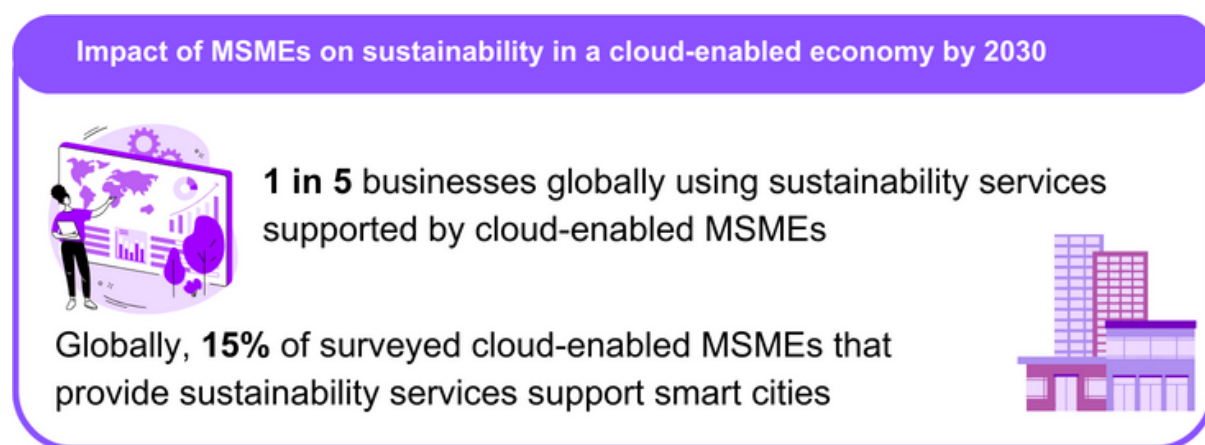 Impact of MSMEs on sustainability in a cloud-enabled economy by 2030
1 in 5 businesses globally using sustainability services
supported by cloud-enabled MSMEs
Globally, 15% of surveyed cloud-enabled MSMEs that
provide sustainability services support smart cities